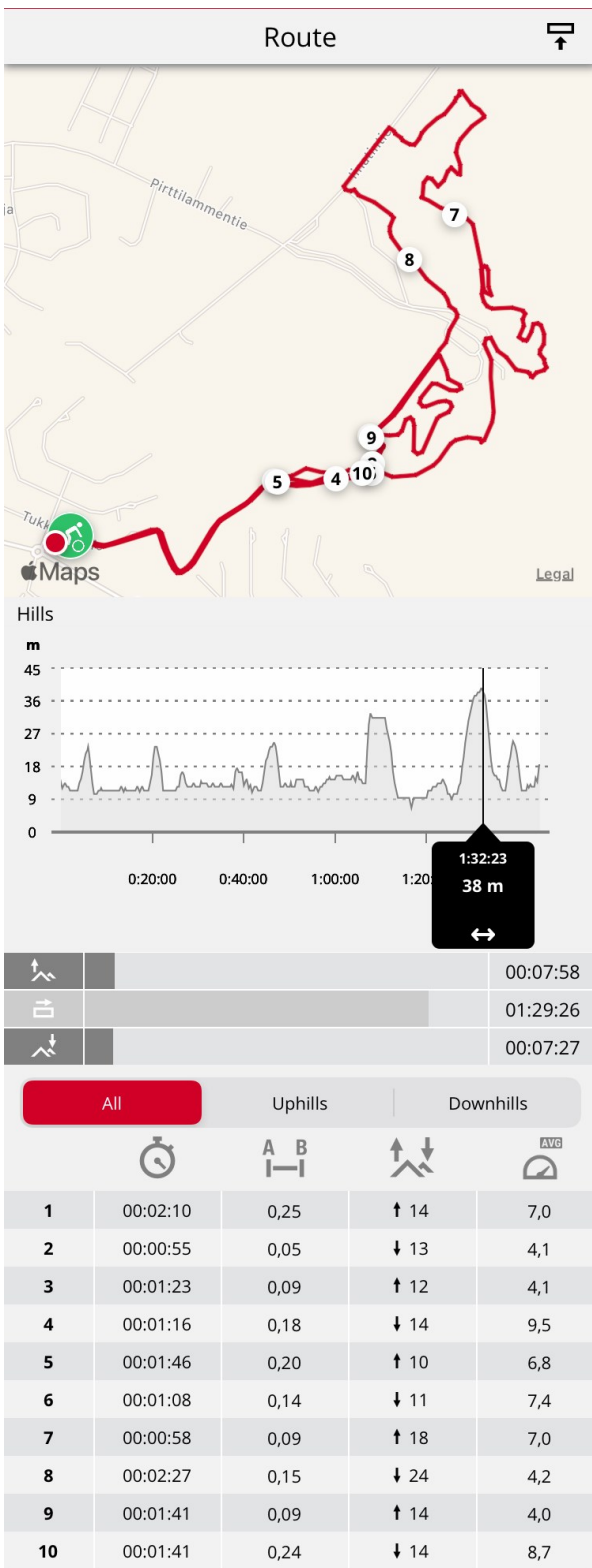 Route
Pirttilammentie
ja
7
8
9
10
4
5
Tukk
Maps
Legal
Hills
m
45
36
27
18
9
0
0:20:00 0:40:00 1:00:00 1:20:
1:32:23
38 m
00:07:58
01:29:26
00:07:27
All Uphills Downhills
A B AVG
1 00:02:10 0,25 14 7,0
2 00:00:55 0,05 13 4,1
3 00:01:23 0,09 12 4,1
4 00:01:16 0,18 14 9,5
5 00:01:46 0,20 10 6,8
6 00:01:08 0,14 11 7,4
7 00:00:58 0,09 18 7,0
8 00:02:27 0,15 24 4,2
9 00:01:41 0,09 14 4,0
10 00:01:41 0,24 14 8,7